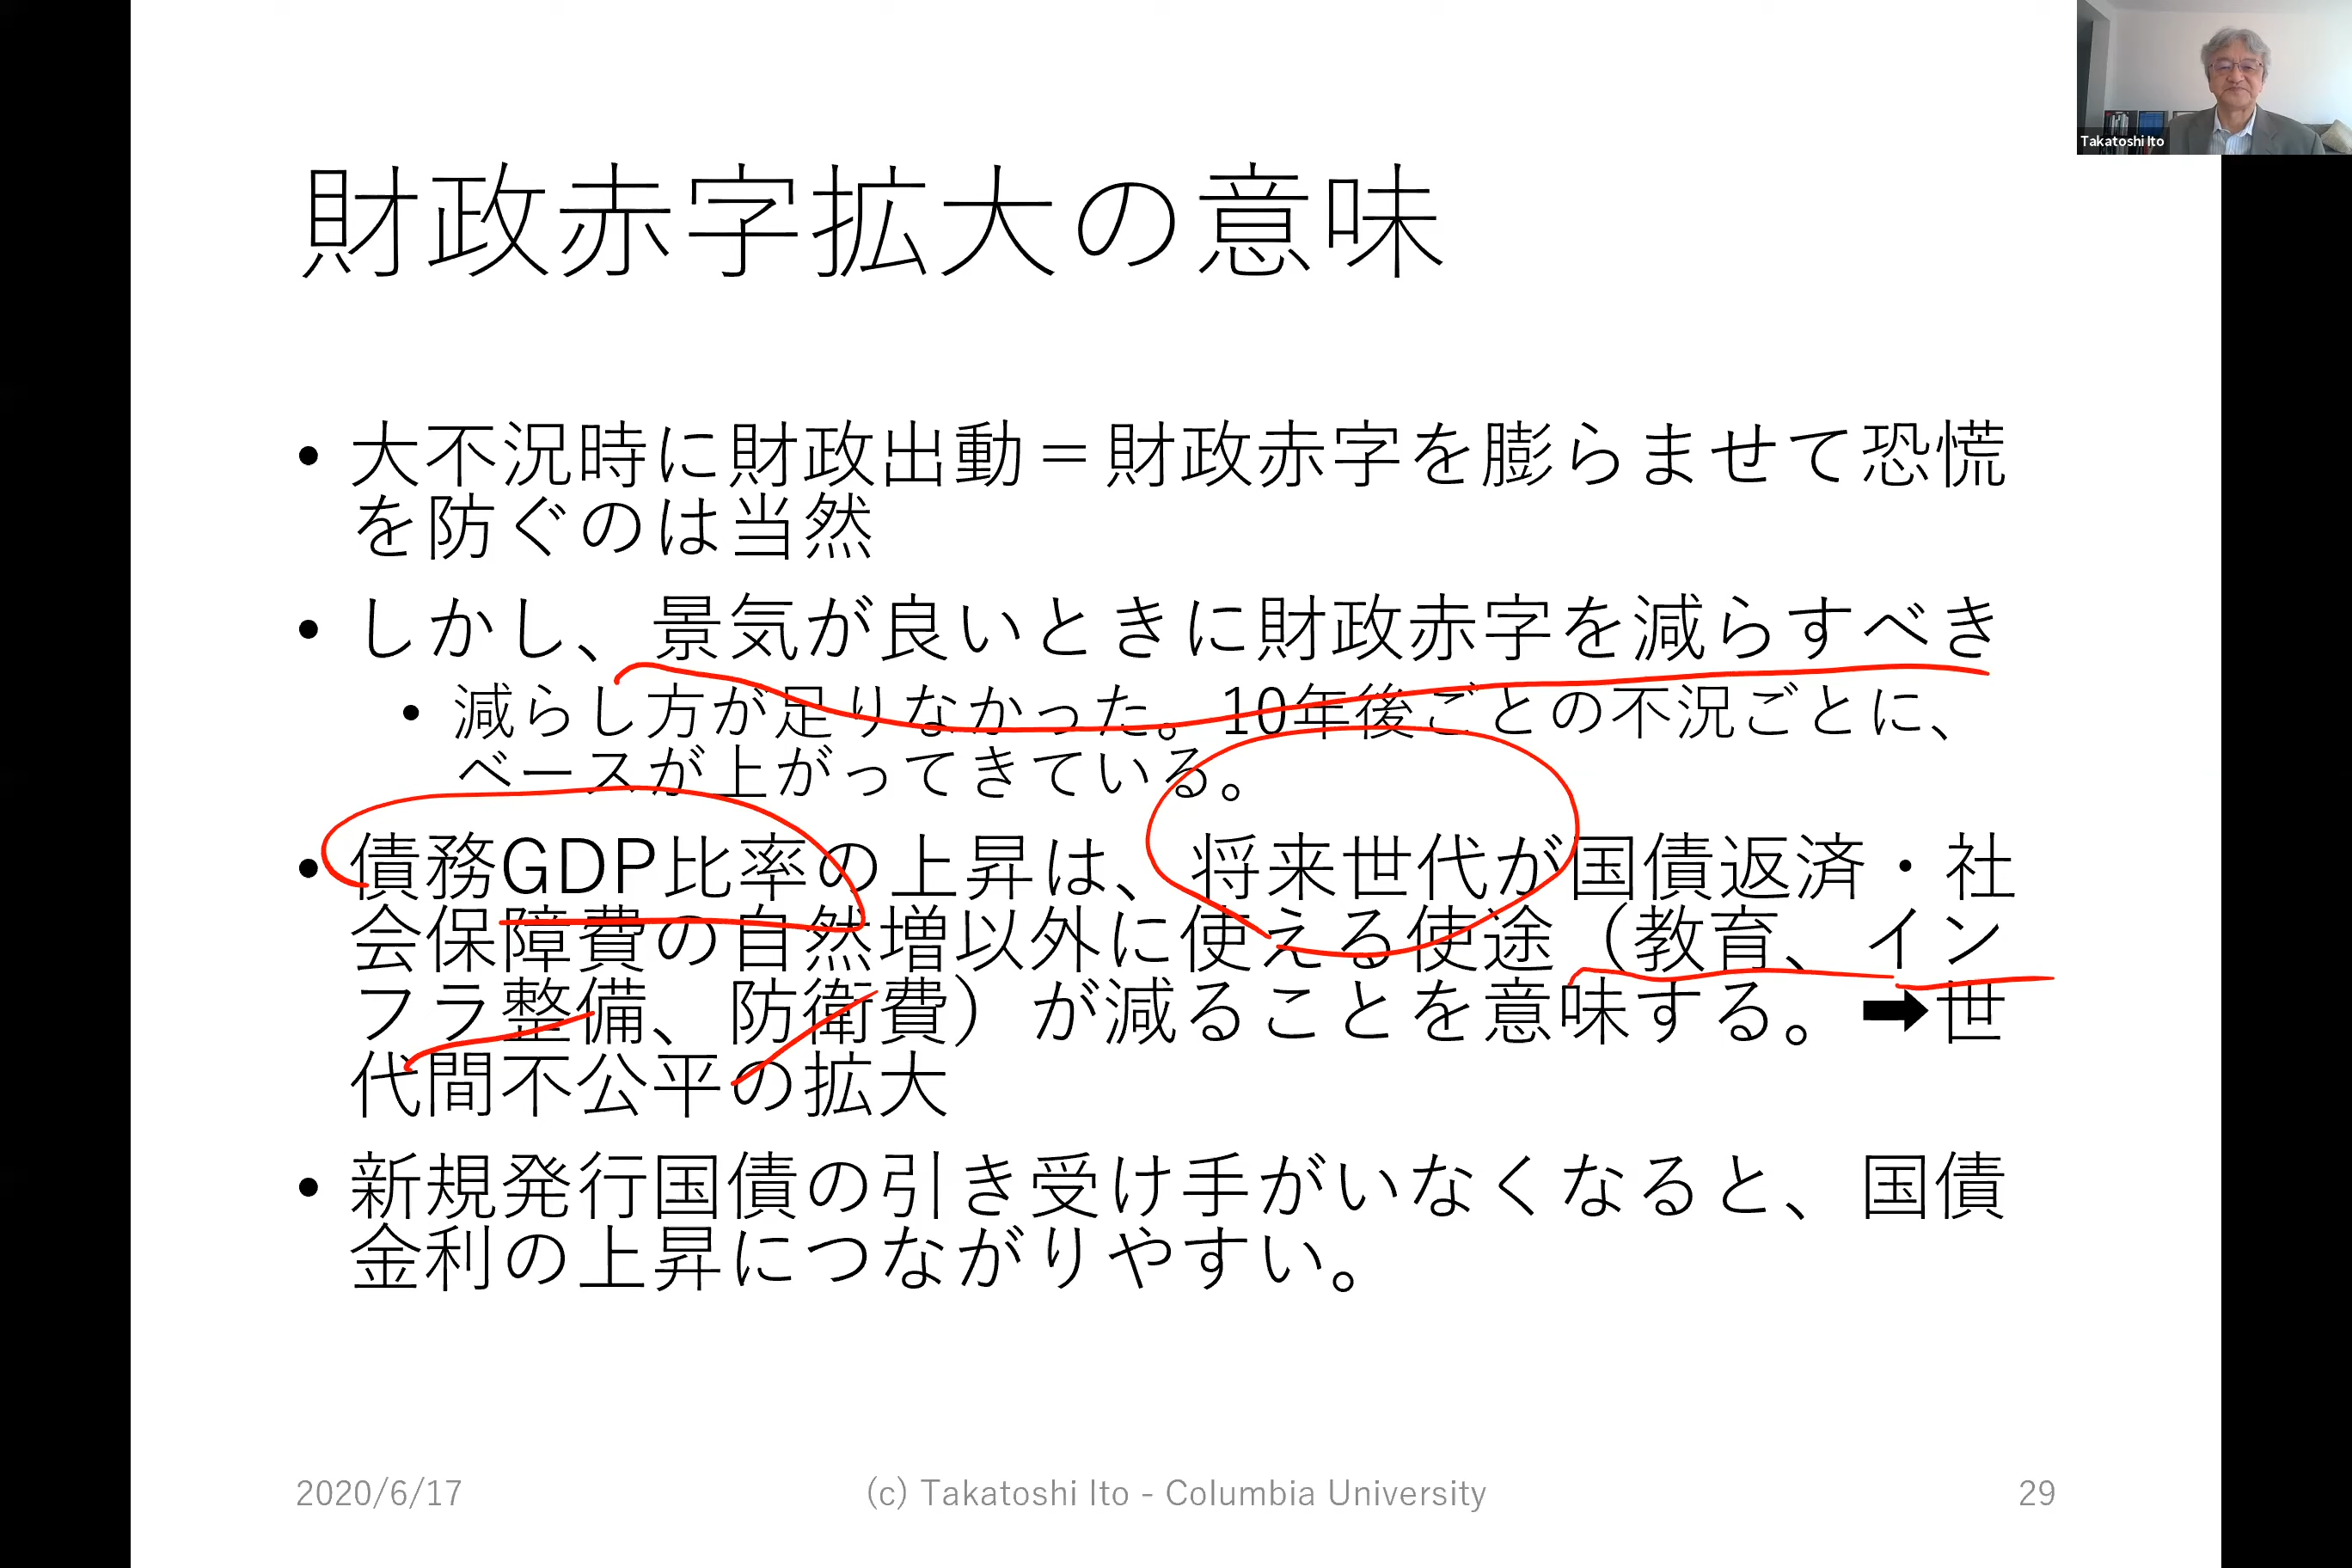 Takatoshi Ito
財政赤字拡大の意味
• 大不況時に財政出動＝財政赤字を膨らませて恐慌
を防ぐのは当然
• しかし、景気が良いときに財政赤字を減らすべき
• 減らし方が足りなかった。10年後ごとの不況ごとに、
ベースが上がってきている。
• 債務GDP比率の上昇は、将来世代が国債返済・社
会保障費の自然増以外に使える使途（教育、イン
フラ整備、防衛費）が減ることを意味する。➡世
代間不公平の拡大
• 新規発行国債の引き受け手がいなくなると、国債
金利の上昇につながりやすい。
2020/6/17
(c) Takatoshi Ito - Columbia University
29